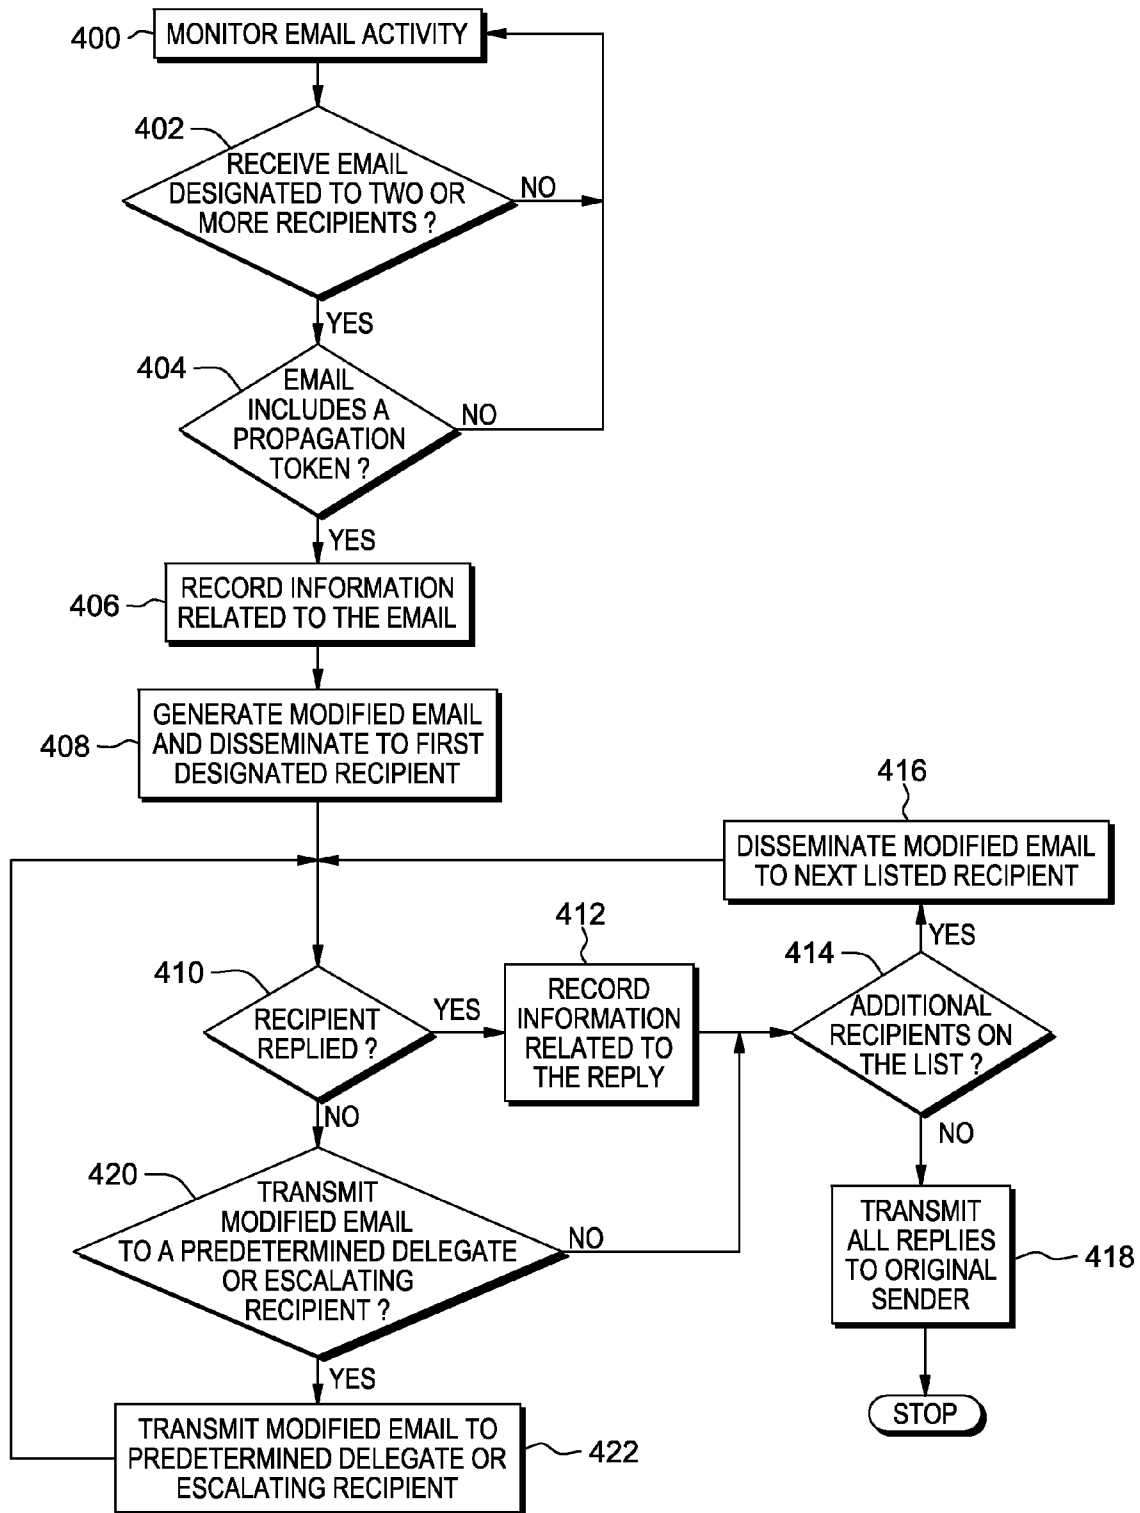 400
MONITOR EMAIL ACTIVITY
402
RECEIVE EMAIL
DESIGNATED TO TWO OR
MORE RECIPIENTS ?
NO
YES
404
EMAIL
INCLUDES A
PROPAGATION
TOKEN ?
NO
YES
406
RECORD INFORMATION
RELATED TO THE EMAIL
408
GENERATE MODIFIED EMAIL
AND DISSEMINATE TO FIRST
DESIGNATED RECIPIENT
410
RECIPIENT
REPLIED ?
YES
NO
412
RECORD
INFORMATION
RELATED TO
THE REPLY
414
ADDITIONAL
RECIPIENTS ON
THE LIST ?
YES
NO
416
DISSEMINATE MODIFIED EMAIL
TO NEXT LISTED RECIPIENT
TRANSMIT
ALL REPLIES
TO ORIGINAL
SENDER
418
STOP
420
TRANSMIT
MODIFIED EMAIL
TO A PREDETERMINED DELEGATE
OR ESCALATING
RECIPIENT ?
NO
YES
TRANSMIT MODIFIED EMAIL TO
PREDETERMINED DELEGATE OR
ESCALATING RECIPIENT
422